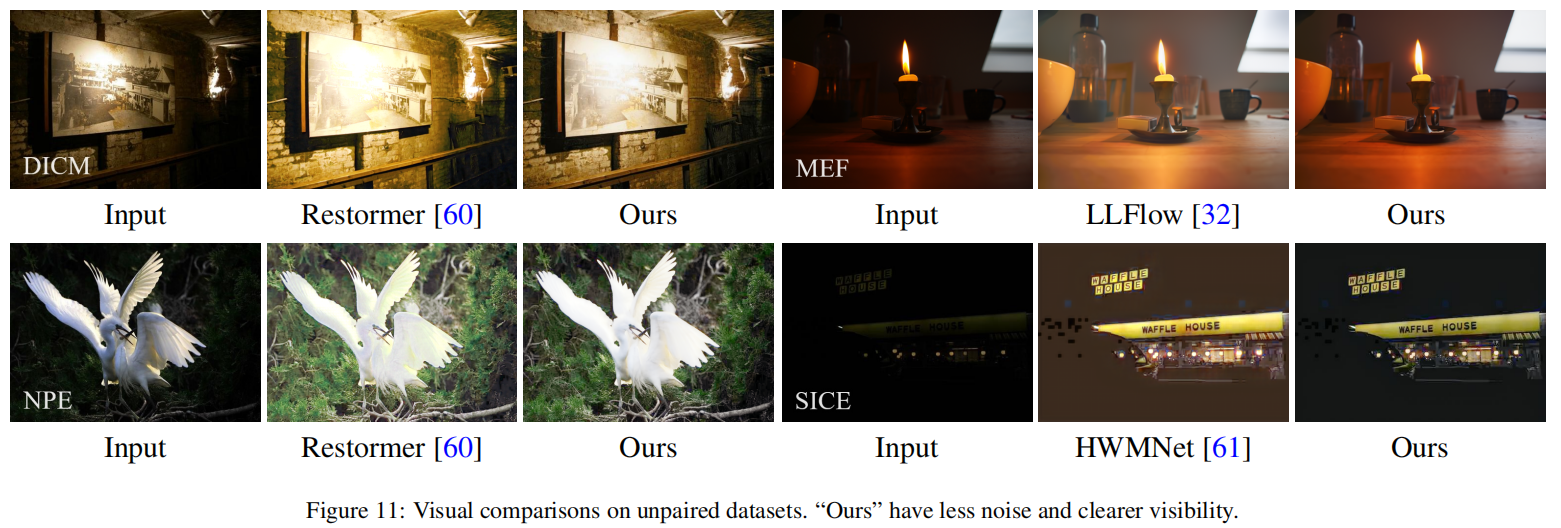 DICM
MEF
Input
Restormer [60]
Ours
Input
LLFlow [32]
Ours
NPE
WAFFLE
HOUSE
WAFFLE HOUSE
SICE
WAFFLE
HOUSE
WAFFLE HOUSE
WAFFLE
HOUSE
WAFFLE HOUSE
Input
Restormer [60]
Ours
Input
HWMNet [61]
Ours
Figure 11: Visual comparisons on unpaired datasets. “Ours” have less noise and clearer visibility.